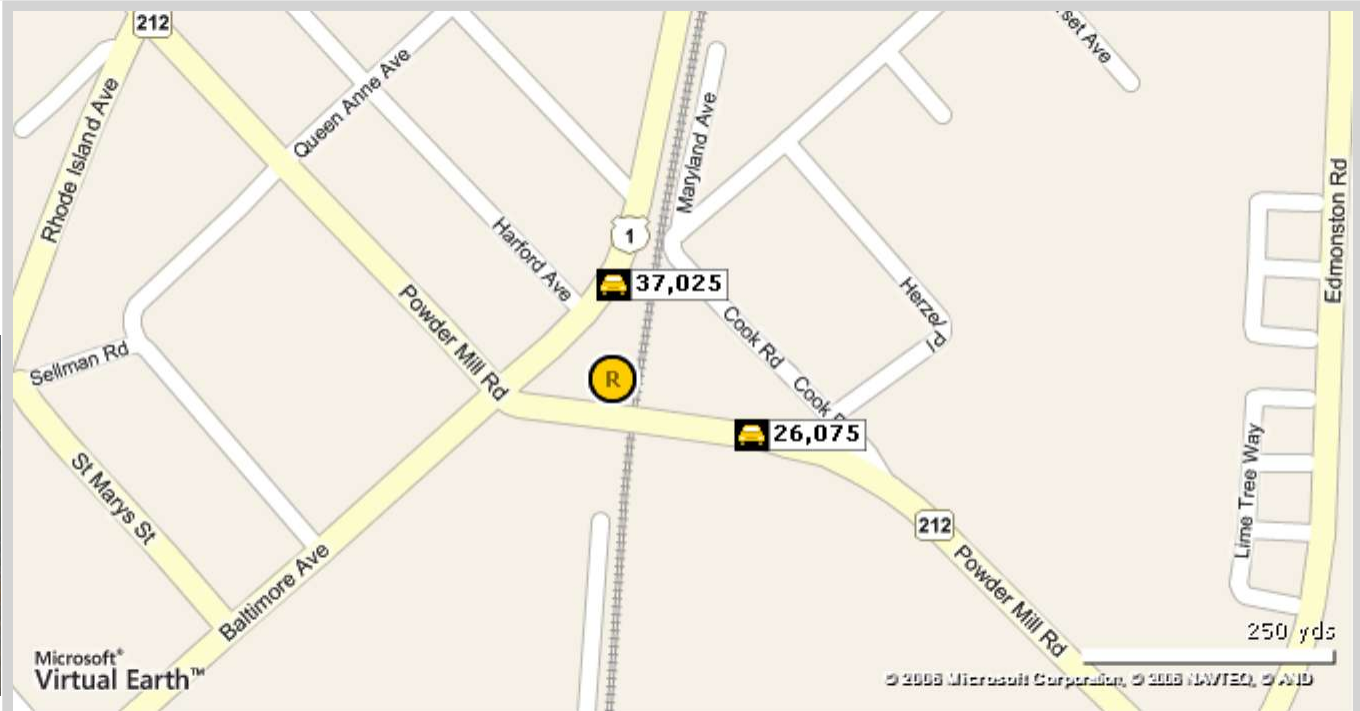 212
set Ave
Queen Anne Ave
Rhode Island Ave
Maryland Ave
Edmonston Rd
1
Harford Ave
37,025
Herzel Pl
Powder Mill Rd
Cook Rd
Sellman Rd
R
Cook R
26,075
St Marys St
Lime Tree Way
212
Baltimore Ave
Powder Mill Rd
250 yds
Microsoft®
Virtual Earth™
© 2006 Microsoft Corporation, © 2006 NAVTEQ, © AND